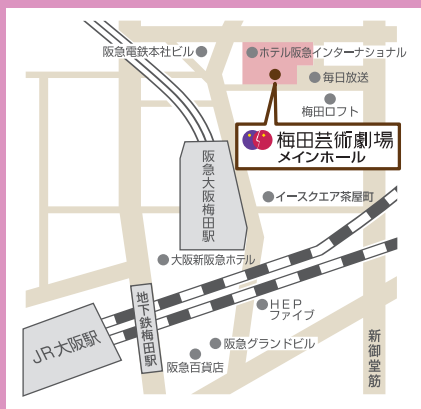 阪急電鉄本社ビル
ホテル阪急インターナショナル
毎日放送
梅田ロフト
梅田芸術劇場
メインホール
阪急大阪梅田駅
イースクエア茶屋町
大阪新阪急ホテル
地下鉄梅田駅
HEP
ファイブ
JR大阪駅
阪急グランドビル
阪急百貨店
新御堂筋